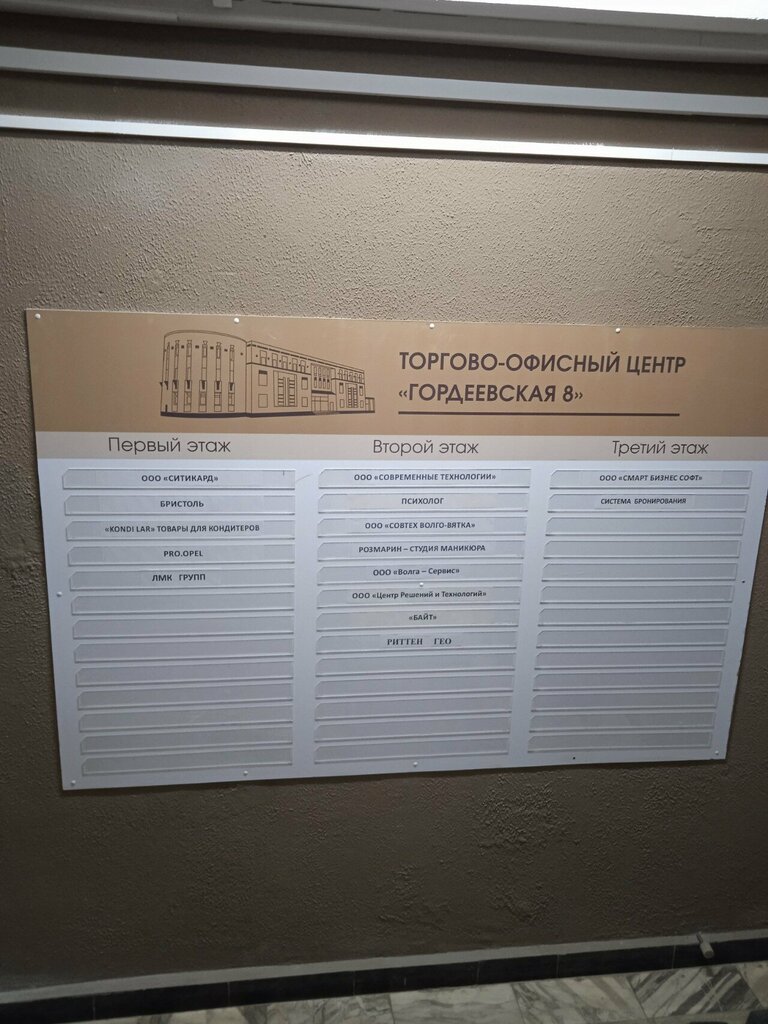 ТОРГОВО-ОФИСНЫЙ ЦЕНТР
«ГОРДЕЕВСКАЯ 8»
Первый этаж
ООО «СИТИКАРД»
БРИСТОЛЬ
«KONDI LAR» ТОВАРЫ ДЛЯ КОНДИТЕРОВ
PRO.OPEL
ЛМК ГРУПП
Второй этаж
ООО «СОВРЕМЕННЫЕ ТЕХНОЛОГИИ»
ПСИХОЛОГ
ООО «СОВТЕХ ВОЛГО-ВЯТКА»
РОЗМАРИН – СТУДИЯ МАНИКЮРА
ООО «Волга – Сервис»
ООО «Центр Решений и Технологий»
«БАЙТ»
РИТТЕН ГЕО
Третий этаж
ООО «СМАРТ БИЗНЕС СОФТ»
СИСТЕМА БРОНИРОВАНИЯ